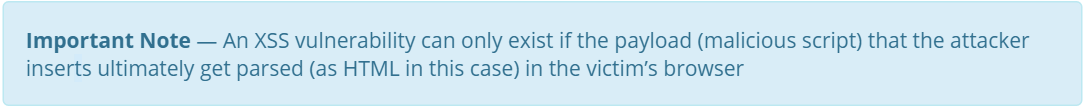 Important Note — An XSS vulnerability can only exist if the payload (malicious script) that the attacker
inserts ultimately get parsed (as HTML in this case) in the victim’s browser